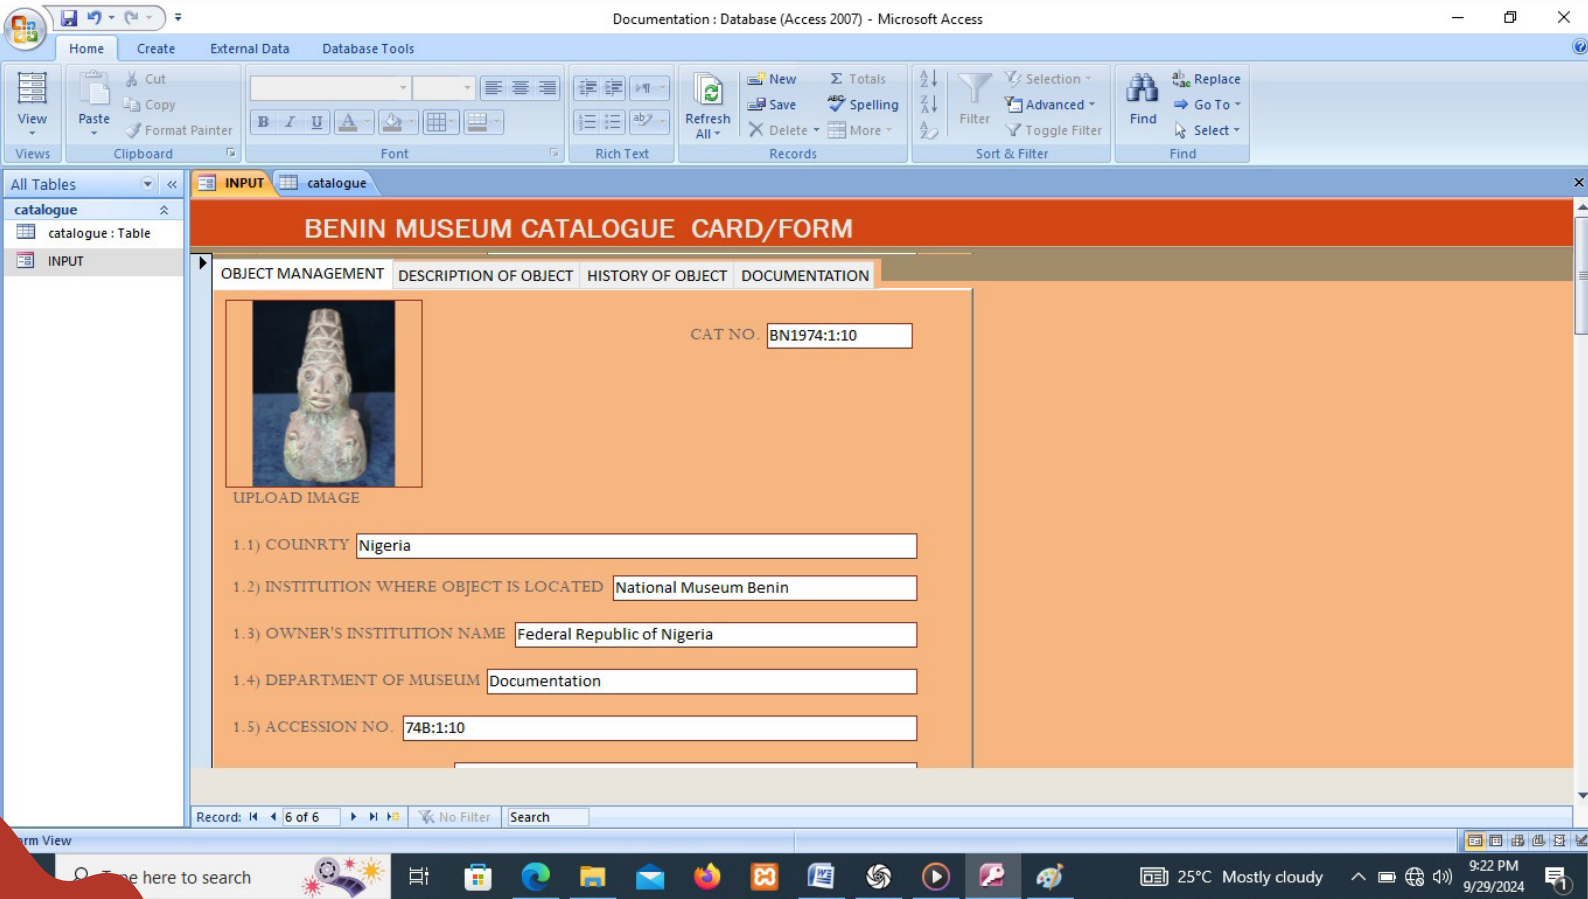 Documentation : Database (Access 2007) - Microsoft Access
Home Create External Data Database Tools
View Paste Cut Copy Format Painter
Views Clipboard
B I U
Font
Rich Text
Refresh All
New Totals
Save Spelling
Delete More
Records
Filter Selection
Advanced
Toggle Filter
Sort & Filter
Find Replace
Go To
Select
Find
All Tables
catalogue
catalogue : Table
INPUT
INPUT catalogue
BENIN MUSEUM CATALOGUE CARD/FORM
OBJECT MANAGEMENT DESCRIPTION OF OBJECT HISTORY OF OBJECT DOCUMENTATION
CAT NO. BN1974:1:10
UPLOAD IMAGE
1.1) COUNRTY Nigeria
1.2) INSTITUTION WHERE OBJECT IS LOCATED National Museum Benin
1.3) OWNER'S INSTITUTION NAME Federal Republic of Nigeria
1.4) DEPARTMENT OF MUSEUM Documentation
1.5) ACCESSION NO. 74B:1:10
Record: 6 of 6 No Filter Search
rm View
here to search
25°C Mostly cloudy
9:22 PM
9/29/2024